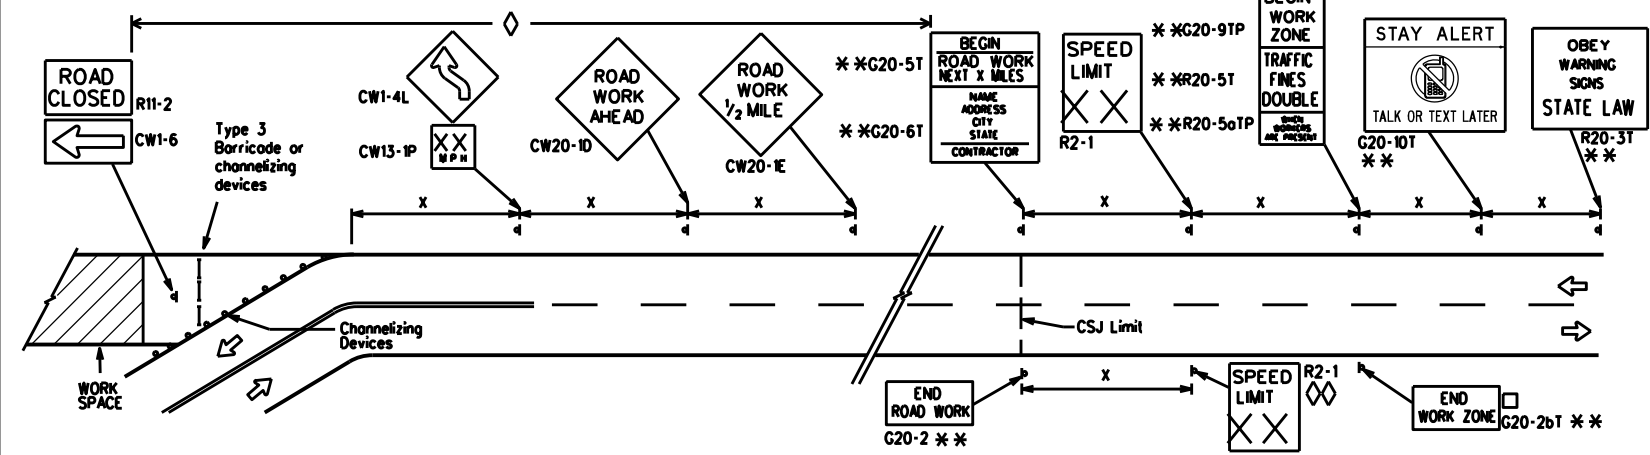 ROAD
CLOSED
R11-2
CW1-6
Type 3
Barricade or
channelizing
devices
CW1-4L
XX
MPH
CW13-1P
ROAD
WORK
AHEAD
CW20-1D
ROAD
WORK
1/2 MILE
CW20-1E
**G20-5T
**G20-6T
BEGIN
ROAD WORK
NEXT X MILES
NAME
ADDRESS
CITY
STATE
CONTRACTOR
SPEED
LIMIT
XX
R2-1
**G20-9TP
**R20-5T
**R20-5aTP
BEGIN
WORK
ZONE
TRAFFIC
FINES
DOUBLE
WHEN
WORKERS
ARE PRESENT
STAY ALERT
TALK OR TEXT LATER
G20-10T
**
OBEY
WARNING
SIGNS
STATE LAW
R20-3T
**
X
X
X
X
X
X
X
Channelizing
Devices
CSJ Limit
WORK
SPACE
X
END
ROAD WORK
G20-2 **
SPEED
LIMIT
XX
R2-1
END
WORK ZONE
G20-2bT **